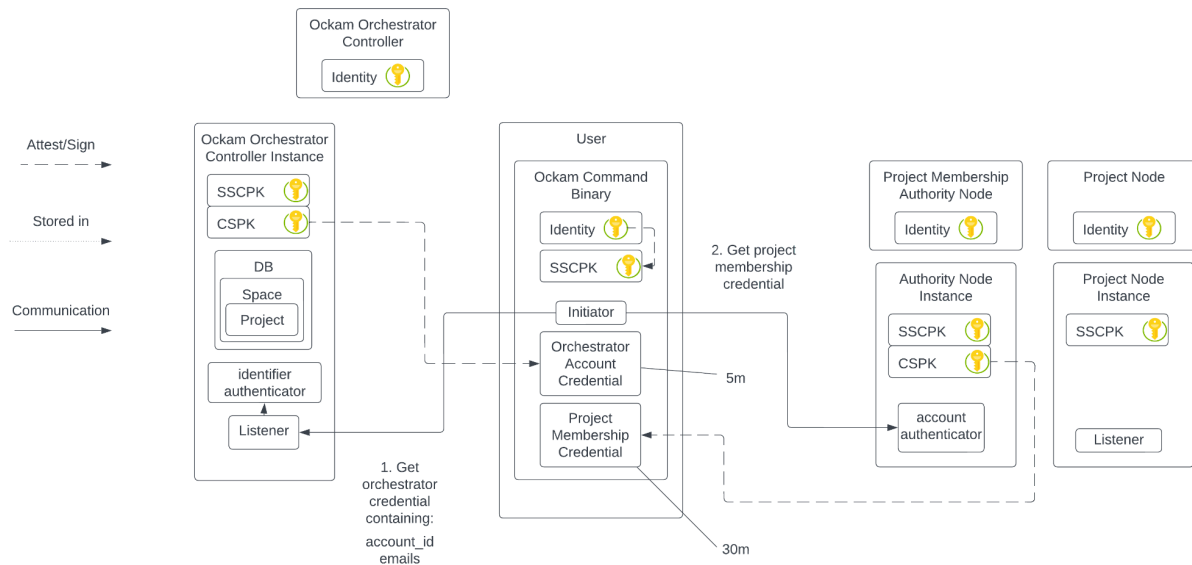 Ockam Orchestrator
Controller
Identity
Attest/Sign
Stored in
Communication
Ockam Orchestrator
Controller Instance
SSCPK
CSPK
DB
Space
Project
identifier
authenticator
Listener
1. Get
orchestrator
credential
containing:
account_id
emails
User
Ockam Command
Binary
Identity
SSCPK
Initiator
Orchestrator
Account
Credential
5m
Project
Membership
Credential
30m
2. Get project
membership
credential
Project Membership
Authority Node
Identity
Authority Node
Instance
SSCPK
CSPK
account
authenticator
Project Node
Identity
Project Node
Instance
SSCPK
Listener